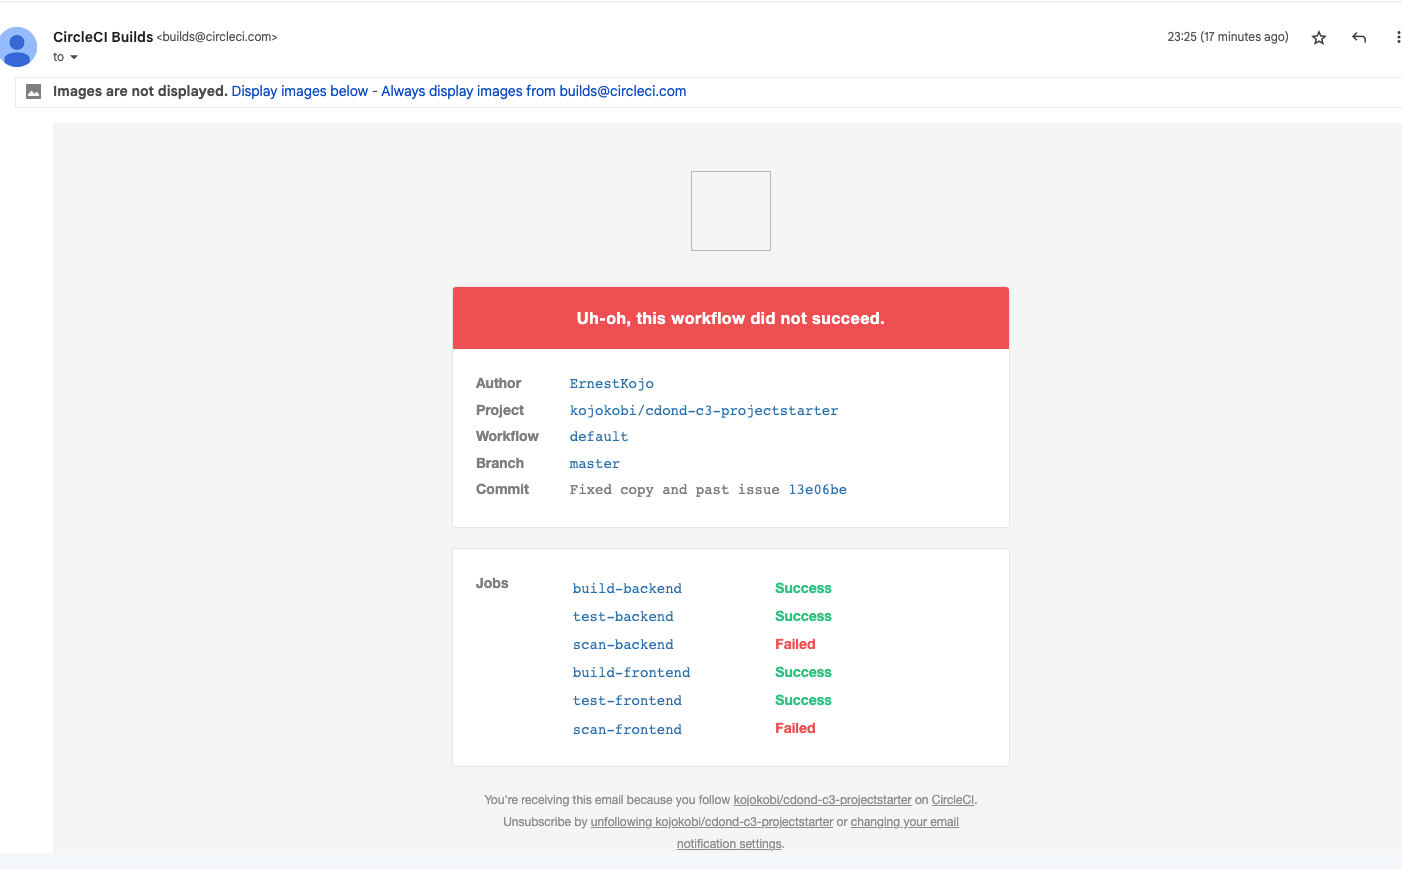 CircleCI Builds <builds@circleci.com>
23:25 (17 minutes ago)
to
Images are not displayed. Display images below - Always display images from builds@circleci.com
Uh-oh, this workflow did not succeed.
Author ErnestKojo
Project kojokobi/cdond-c3-projectstarter
Workflow default
Branch master
Commit Fixed copy and past issue 13e06be
Jobs
build-backend Success
test-backend Success
scan-backend Failed
build-frontend Success
test-frontend Success
scan-frontend Failed
You're receiving this email because you follow kojokobi/cdond-c3-projectstarter on CircleCI.
Unsubscribe by unfollowing kojokobi/cdond-c3-projectstarter or changing your email
notification settings.